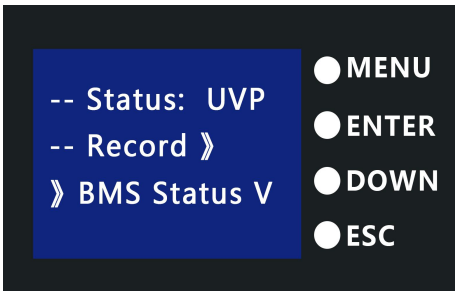 -- Status: UVP
-- Record 》
》 BMS Status V
MENU
ENTER
DOWN
ESC